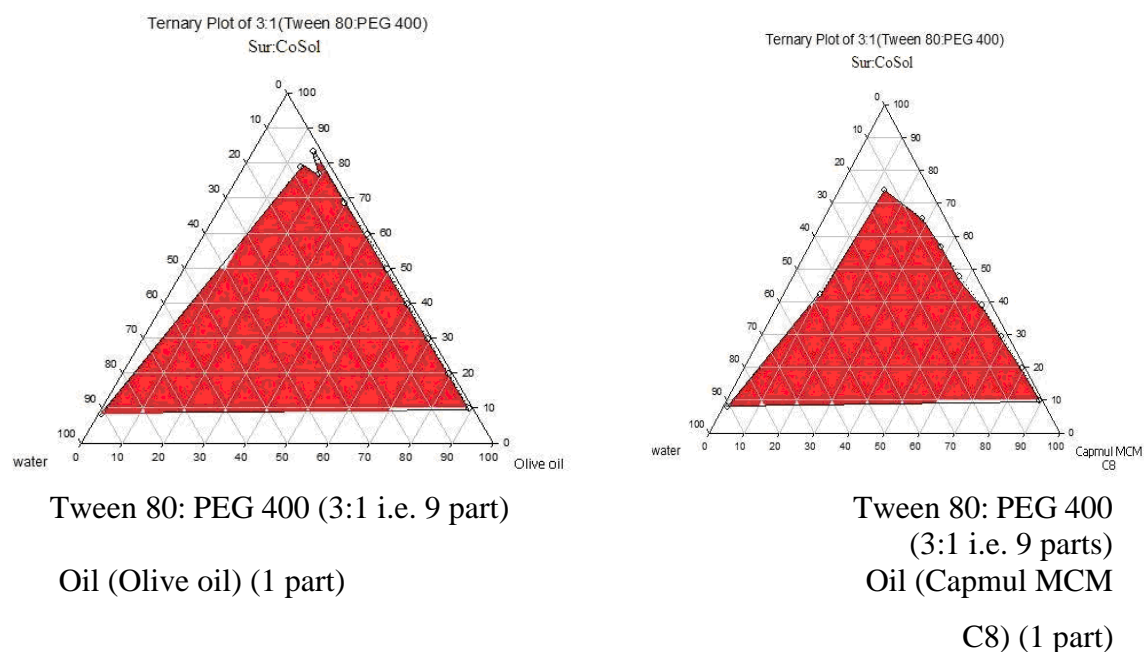 Ternary Plot of 3:1(Tween 80:PEG 400)
Sur:CoSol
0 100
10 90
20 80
30 70
40 60
50 50
60 40
70 30
80 20
90 10
100 0
water
0 10 20 30 40 50 60 70 80 90 100
Olive oil
Tween 80: PEG 400 (3:1 i.e. 9 part)
Oil (Olive oil) (1 part)
Ternary Plot of 3:1(Tween 80:PEG 400)
Sur:CoSol
0 100
10 90
20 80
30 70
40 60
50 50
60 40
70 30
80 20
90 10
100 0
water
0 10 20 30 40 50 60 70 80 90 100
Capmul MCM
C8
Tween 80: PEG 400
(3:1 i.e. 9 parts)
Oil (Capmul MCM
C8) (1 part)